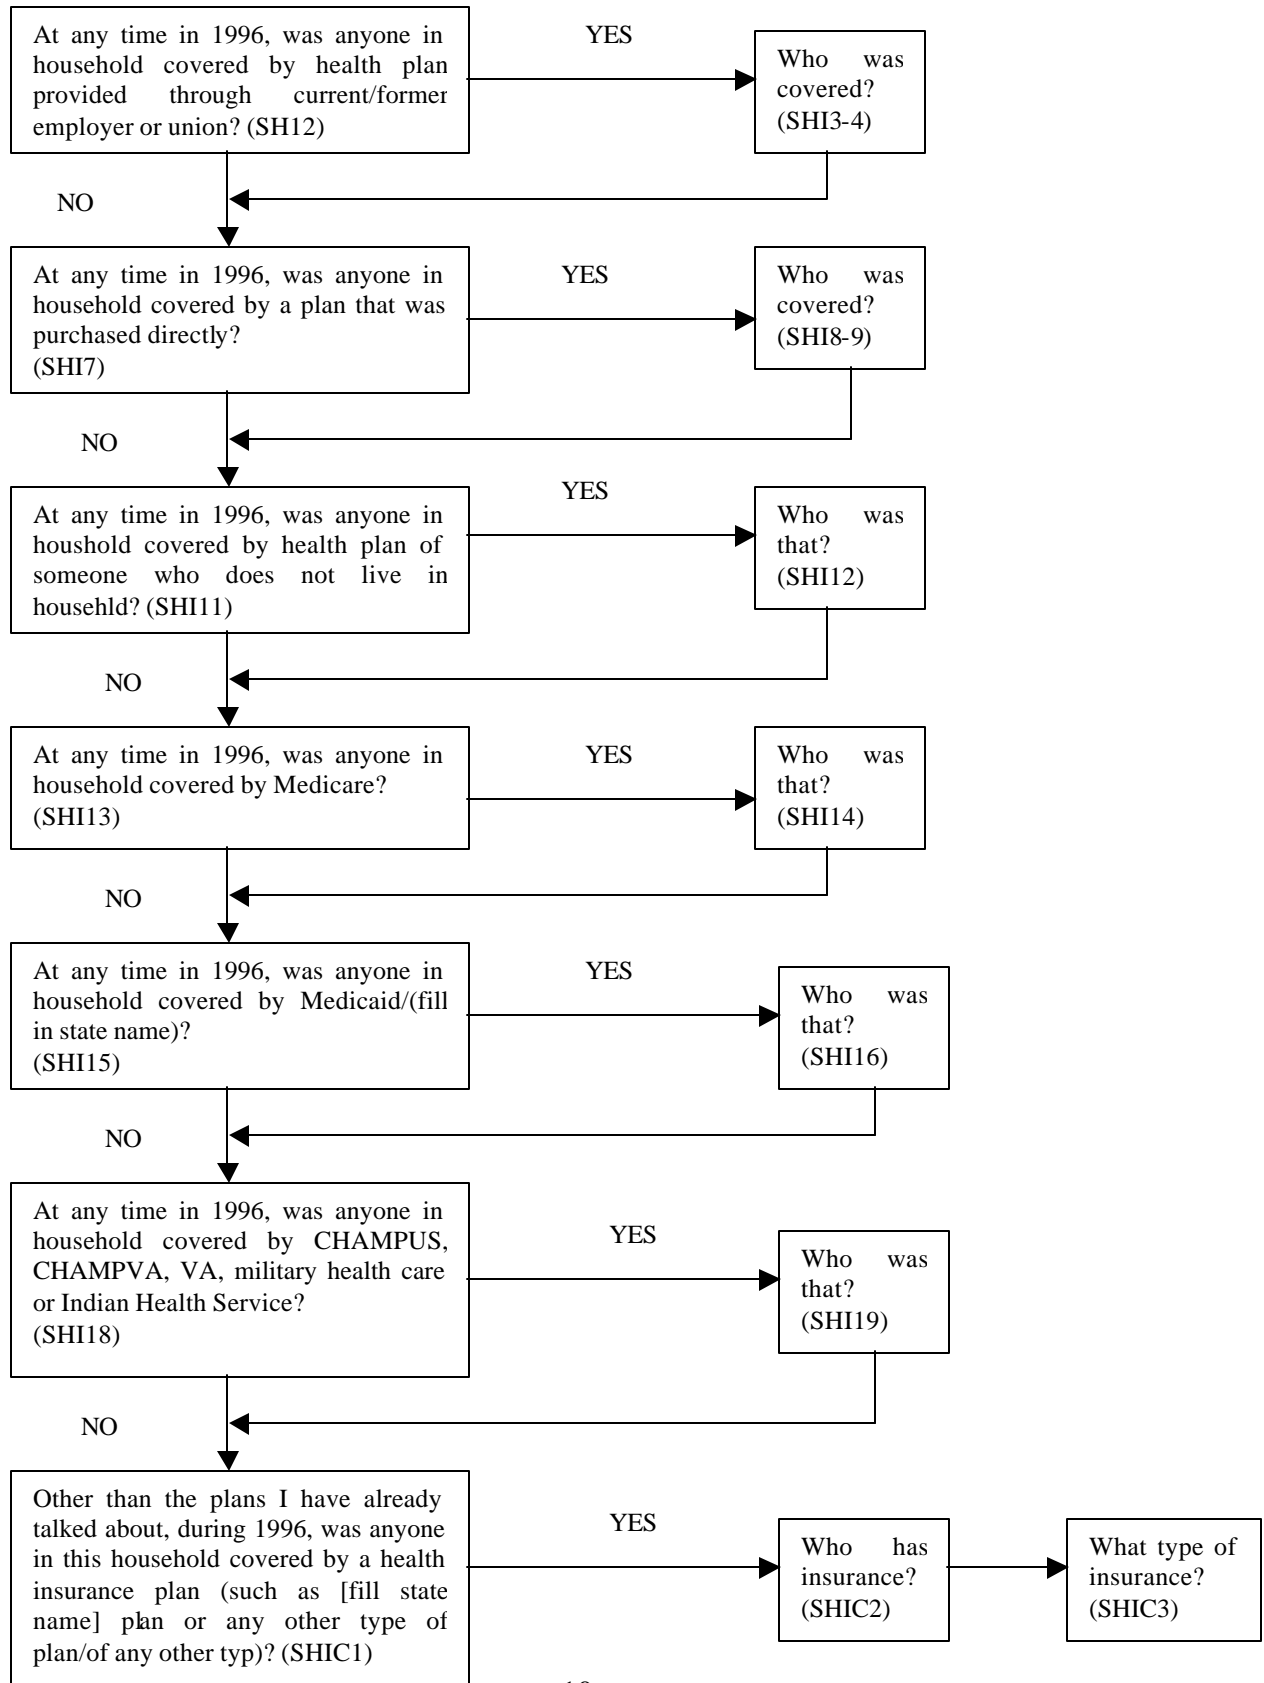 At any time in 1996, was anyone in
household covered by health plan
provided through current/former
employer or union? (SH12)
YES
Who was
covered?
(SHI3-4)
NO
At any time in 1996, was anyone in
household covered by a plan that was
purchased directly?
(SHI7)
YES
Who was
covered?
(SHI8-9)
NO
At any time in 1996, was anyone in
houshold covered by health plan of
someone who does not live in
househld? (SHI11)
YES
Who was
that?
(SHI12)
NO
At any time in 1996, was anyone in
household covered by Medicare?
(SHI13)
YES
Who was
that?
(SHI14)
NO
At any time in 1996, was anyone in
household covered by Medicaid/(fill
in state name)?
(SHI15)
YES
Who was
that?
(SHI16)
NO
At any time in 1996, was anyone in
household covered by CHAMPUS,
CHAMPVA, VA, military health care
or Indian Health Service?
(SHI18)
YES
Who was
that?
(SHI19)
NO
Other than the plans I have already
talked about, during 1996, was anyone
in this household covered by a health
insurance plan (such as [fill state
name] plan or any other type of
plan/of any other typ)? (SHIC1)
YES
Who has
insurance?
(SHIC2)
What type of
insurance?
(SHIC3)